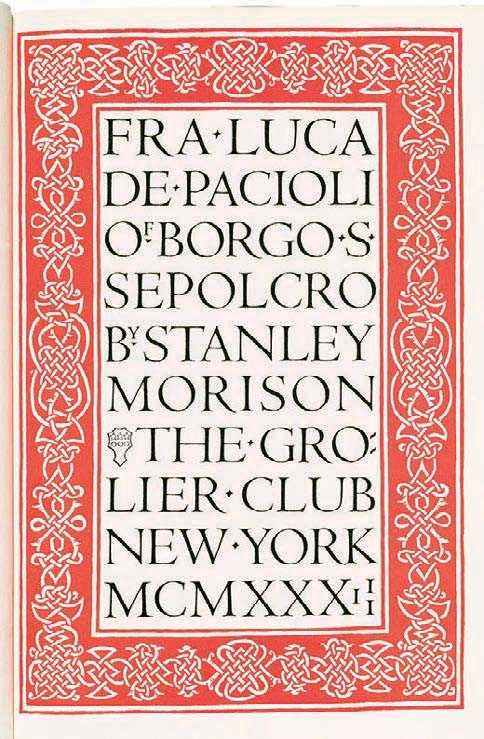 FRA·LUCA
DE·PACIOLI
OF·BORGO·S·
SEPOLCRO
BY·STANLEY
MORISON
THE·GRO:
LIER·CLUB
NEW·YORK
MCMXXXIII